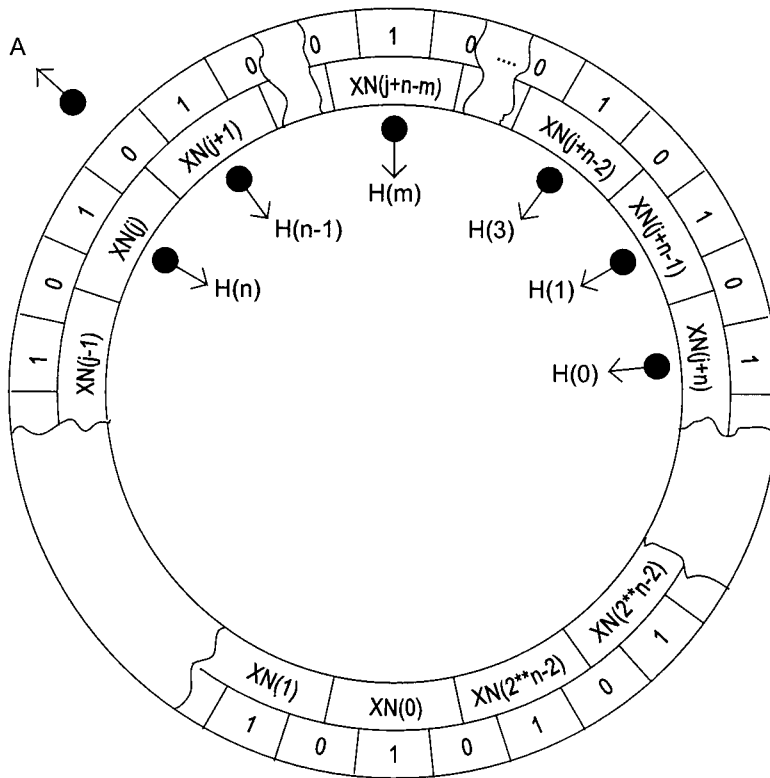 A
1 0 1 0 1 0 0 1 0 .... 0 1 0 1 0 1
XN(j-1) XN(j) XN(j+1) XN(j+n-m) XN(j+n-2) XN(j+n-1) XN(j+n)
H(n) H(n-1) H(m) H(3) H(1) H(0)
XN(1) XN(0) XN(2**n-2) XN(2**n-2)
1 0 1 0 1 0 1